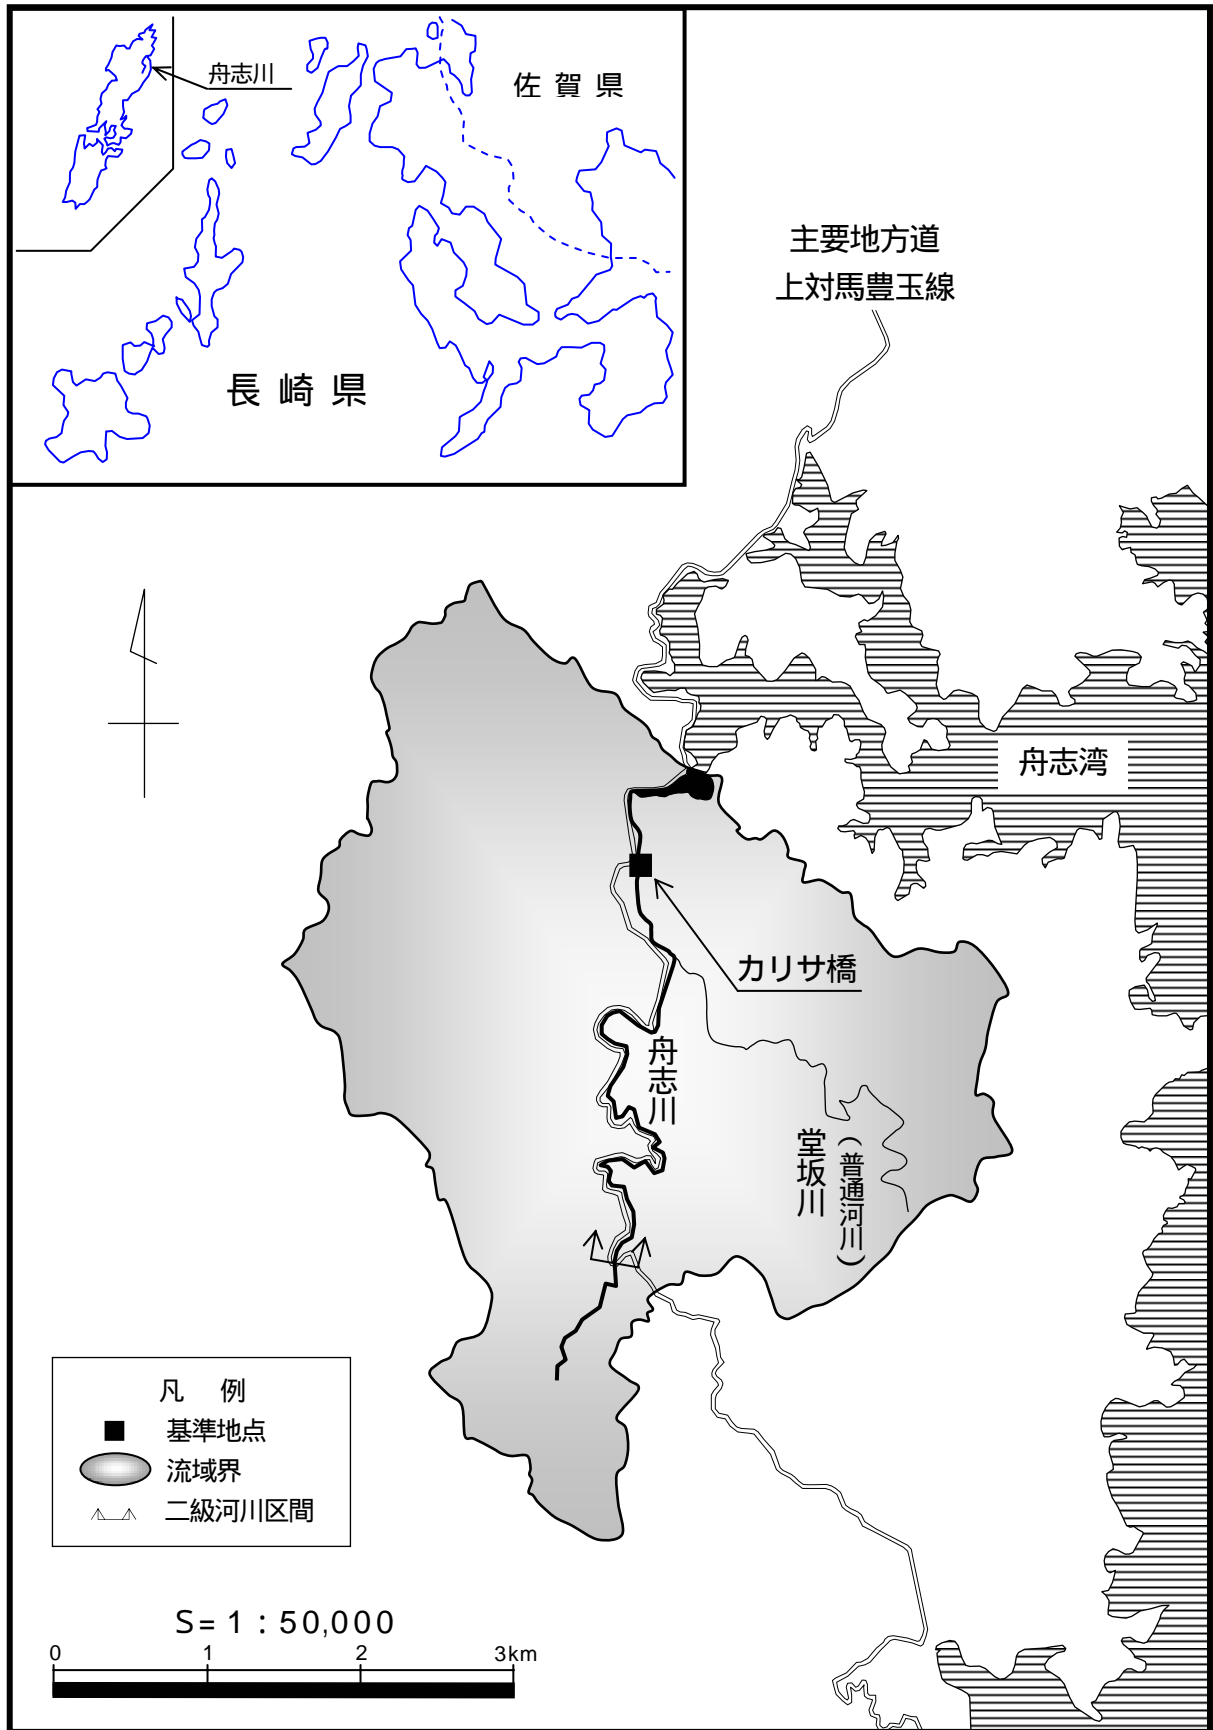 舟志川
佐賀県
長崎県
主要地方道
上対馬豊玉線
舟志湾
カリサ橋
舟志川
堂坂川
(普通河川)
凡 例
基準地点
流域界
二級河川区間
S=1:50,000
0 1 2 3km